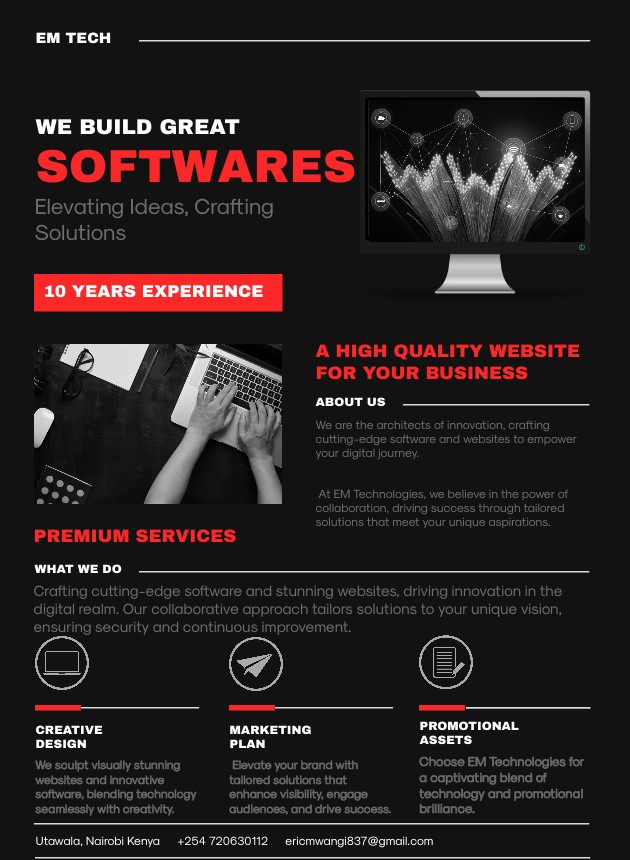 EM TECH
WE BUILD GREAT
SOFTWARES
Elevating Ideas, Crafting
Solutions
10 YEARS EXPERIENCE
A HIGH QUALITY WEBSITE
FOR YOUR BUSINESS
ABOUT US
We are the architects of innovation, crafting
cutting-edge software and websites to empower
your digital journey.
At EM Technologies, we believe in the power of
collaboration, driving success through tailored
solutions that meet your unique aspirations.
PREMIUM SERVICES
WHAT WE DO
Crafting cutting-edge software and stunning websites, driving innovation in the
digital realm. Our collaborative approach tailors solutions to your unique vision,
ensuring security and continuous improvement.
CREATIVE
DESIGN
We sculpt visually stunning
websites and innovative
software, blending technology
seamlessly with creativity.
MARKETING
PLAN
Elevate your brand with
tailored solutions that
enhance visibility, engage
audiences, and drive success.
PROMOTIONAL
ASSETS
Choose EM Technologies for
a captivating blend of
technology and promotional
brilliance.
Utawala, Nairobi Kenya +254 720630112 ericmwangi837@gmail.com